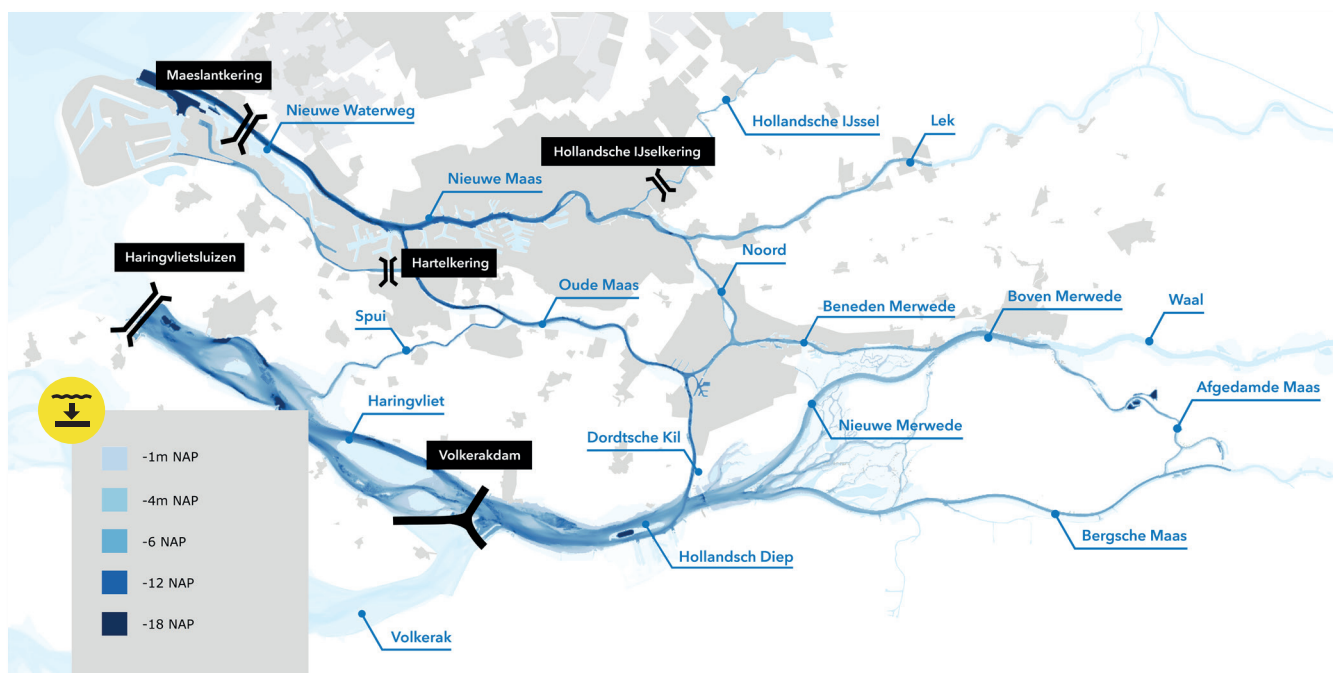 Maeslantkering
Nieuwe Waterweg
Hollandsche IJssel
Lek
Hollandsche IJselkering
Nieuwe Maas
Haringvlietsluizen
Hartelkering
Noord
Oude Maas
Beneden Merwede
Boven Merwede
Waal
Spui
Afgedamde Maas
Haringvliet
Nieuwe Merwede
Dordtsche Kil
Volkerakdam
Bergsche Maas
Hollandsch Diep
Volkerak
-1m NAP
-4m NAP
-6 NAP
-12 NAP
-18 NAP